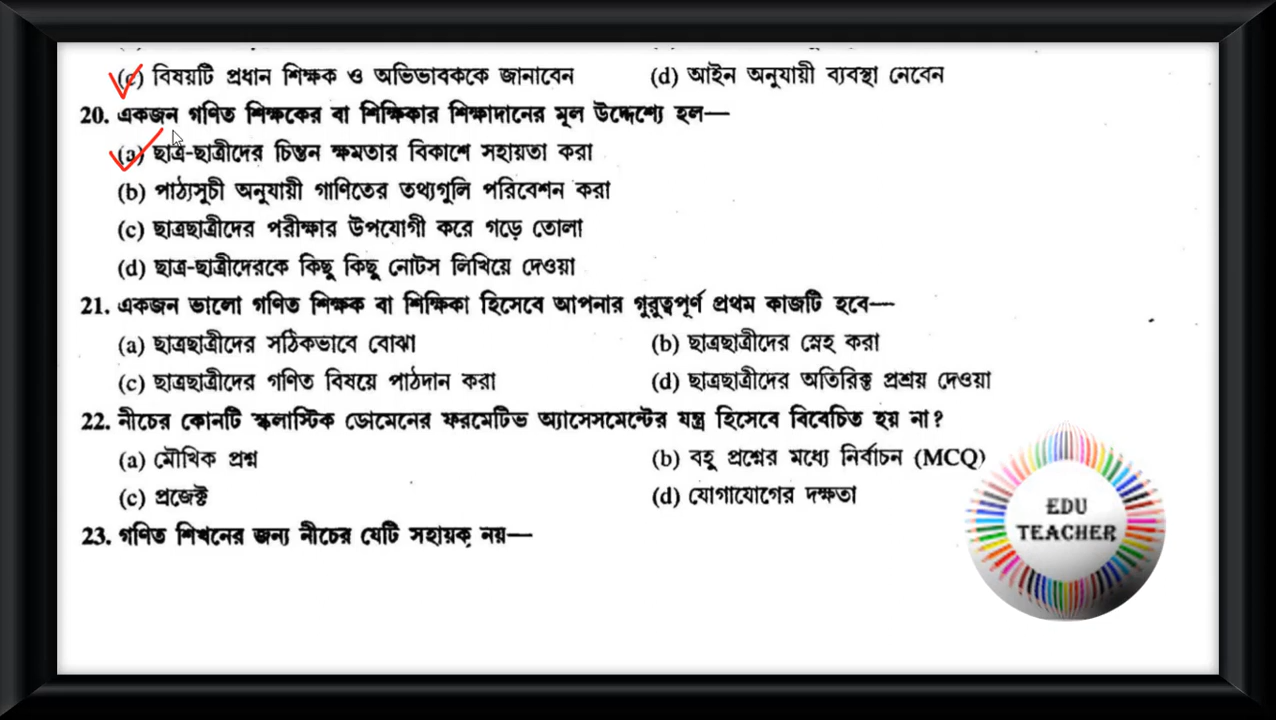 (c) বিষয়টি প্রধান শিক্ষক ও অভিভাবককে জানাবেন (d) আইন অনুযায়ী ব্যবস্থা নেবেন
20. একজন গণিত শিক্ষকের বা শিক্ষিকার শিক্ষাদানের মূল উদ্দেশ্যে হল—
(a) ছাত্র-ছাত্রীদের চিন্তন ক্ষমতার বিকাশে সহায়তা করা
(b) পাঠ্যসূচী অনুযায়ী গাণিতের তথ্যগুলি পরিবেশন করা
(c) ছাত্রছাত্রীদের পরীক্ষার উপযোগী করে গড়ে তোলা
(d) ছাত্র-ছাত্রীদেরকে কিছু কিছু নোটস লিখিয়ে দেওয়া
21. একজন ভালো গণিত শিক্ষক বা শিক্ষিকা হিসেবে আপনার গুরুত্বপূর্ণ প্রথম কাজটি হবে—
(a) ছাত্রছাত্রীদের সঠিকভাবে বোঝা (b) ছাত্রছাত্রীদের স্নেহ করা
(c) ছাত্রছাত্রীদের গণিত বিষয়ে পাঠদান করা (d) ছাত্রছাত্রীদের অতিরিক্ত প্রশ্রয় দেওয়া
22. নীচের কোনটি স্কলাস্টিক ডোমেনের ফরমেটিভ অ্যাসেসমেন্টের যন্ত্র হিসেবে বিবেচিত হয় না?
(a) মৌখিক প্রশ্ন (b) বহু প্রশ্নের মধ্যে নির্বাচন (MCQ)
(c) প্রজেক্ট (d) যোগাযোগের দক্ষতা
23. গণিত শিখনের জন্য নীচের যেটি সহায়ক নয়—
EDU
TEACHER